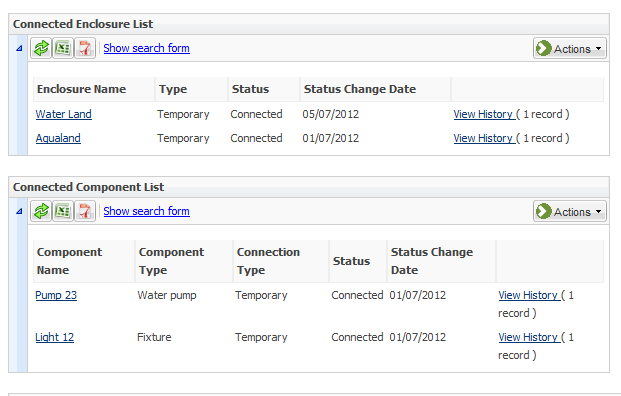 Connected Enclosure List
Show search form
Actions
Enclosure Name Type Status Status Change Date
Water Land Temporary Connected 05/07/2012 View History ( 1 record )
Aqualand Temporary Connected 01/07/2012 View History ( 1 record )
Connected Component List
Show search form
Actions
Component Name Component Type Connection Type Status Status Change Date
Pump 23 Water pump Temporary Connected 01/07/2012 View History ( 1 record )
Light 12 Fixture Temporary Connected 01/07/2012 View History ( 1 record )